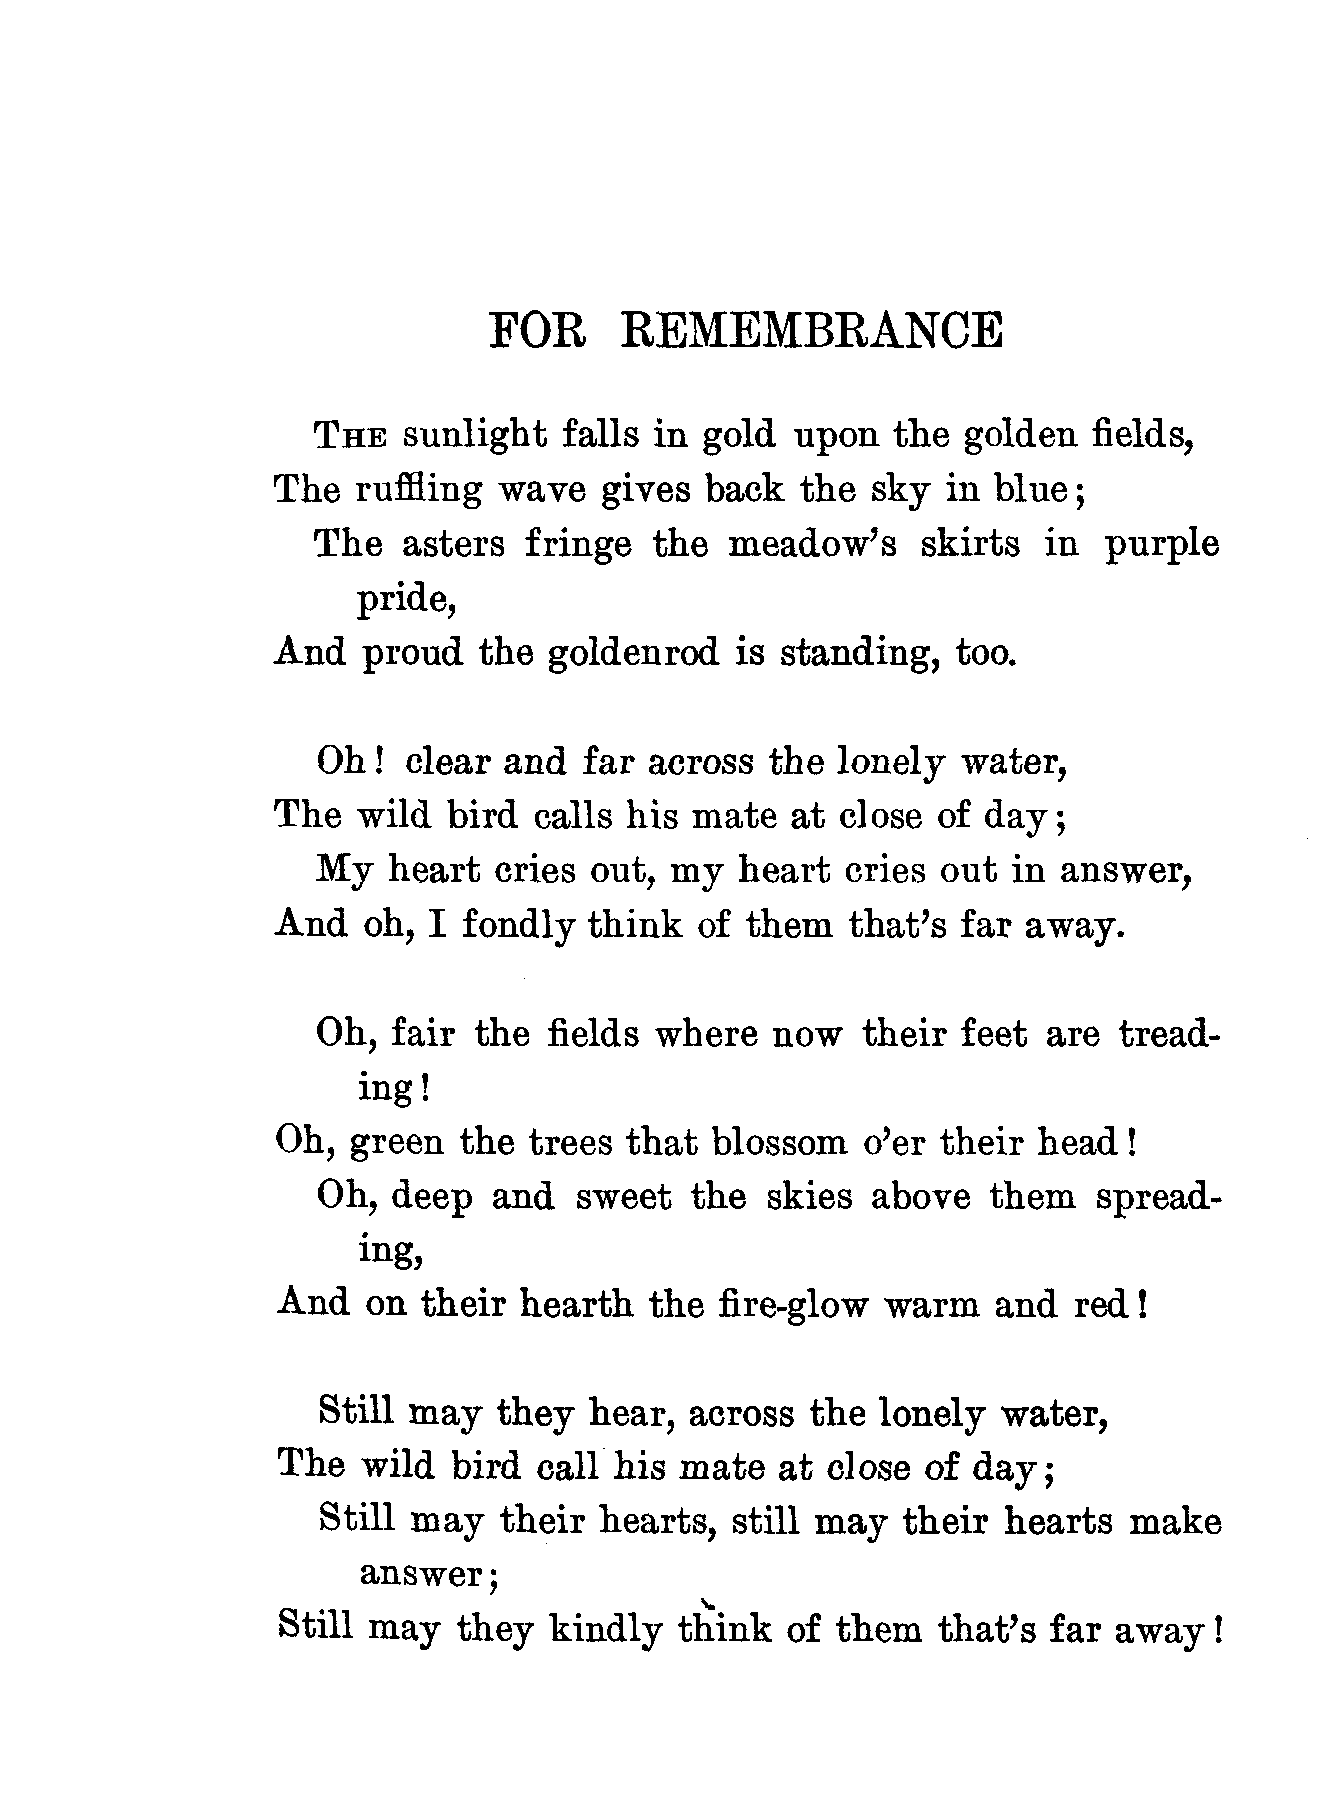 FOR REMEMBRANCE
THE sunlight falls in gold upon the golden fields,
The ruffling wave gives back the sky in blue;
The asters fringe the meadow's skirts in purple
pride,
And proud the goldenrod is standing, too.
Oh! clear and far across the lonely water,
The wild bird calls his mate at close of day;
My heart cries out, my heart cries out in answer,
And oh, I fondly think of them that's far away.
Oh, fair the fields where now their feet are tread-
ing!
Oh, green the trees that blossom o'er their head!
Oh, deep and sweet the skies above them spread-
ing,
And on their hearth the fire-glow warm and red!
Still may they hear, across the lonely water,
The wild bird call his mate at close of day;
Still may their hearts, still may their hearts make
answer;
Still may they kindly think of them that's far away!